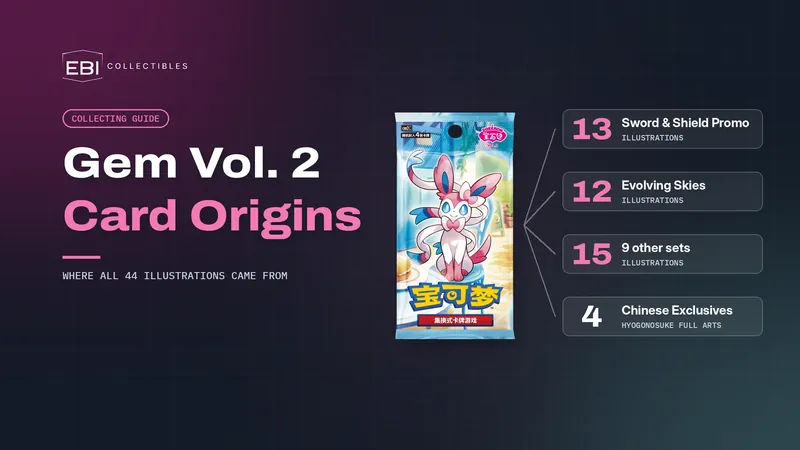 EBI COLLECTIBLES
COLLECTING GUIDE
Gem Vol. 2
Card Origins
WHERE ALL 44 ILLUSTRATIONS CAME FROM
宝可梦
集换式卡牌游戏
13 Sword & Shield Promo
ILLUSTRATIONS
12 Evolving Skies
ILLUSTRATIONS
15 9 other sets
ILLUSTRATIONS
4 Chinese Exclusives
HYOGONOSUKE FULL ARTS